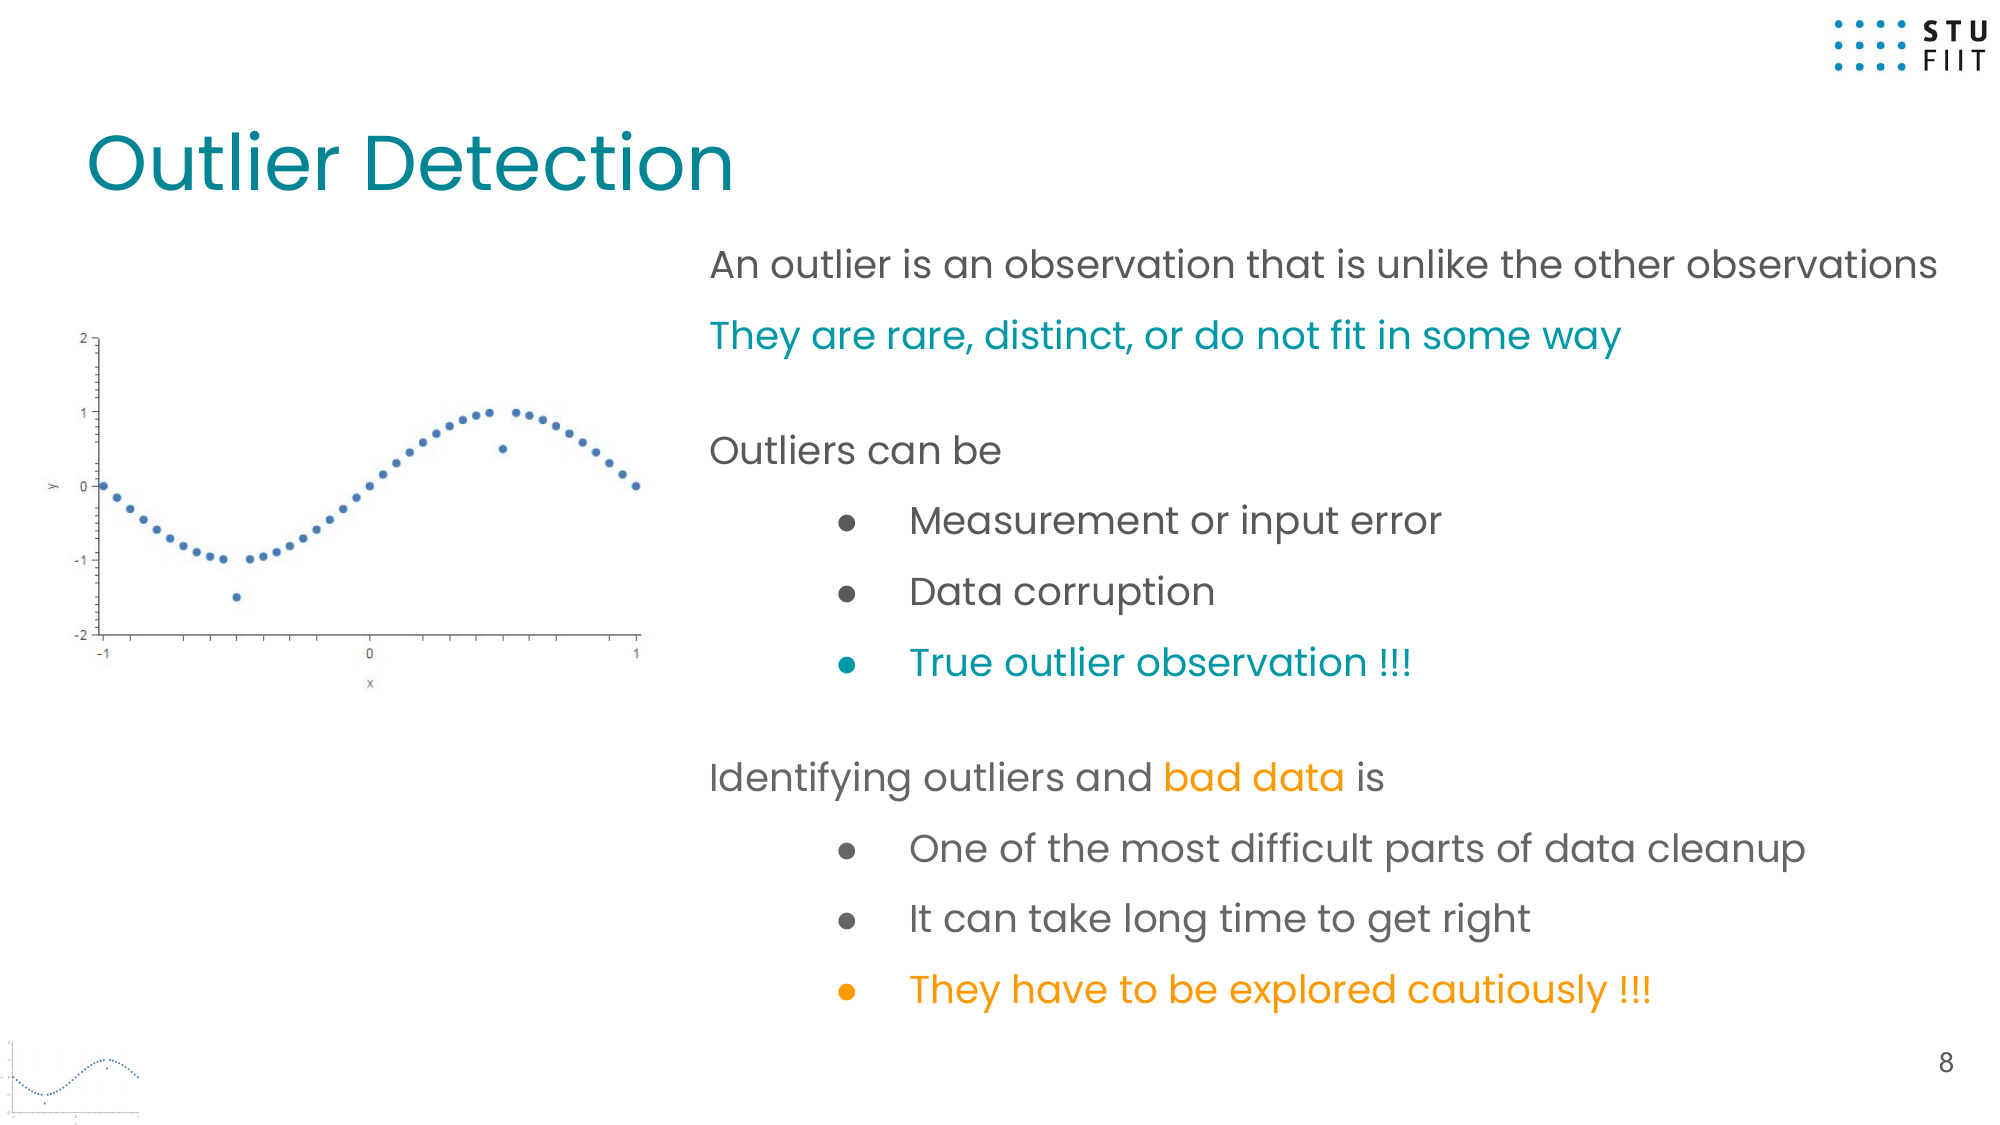 STU
FIIT
Outlier Detection
An outlier is an observation that is unlike the other observations
They are rare, distinct, or do not fit in some way
Outliers can be
● Measurement or input error
● Data corruption
● True outlier observation !!!
Identifying outliers and bad data is
● One of the most difficult parts of data cleanup
● It can take long time to get right
● They have to be explored cautiously !!!
2
1
0
-1
-2
y
-1 0 1
x
8